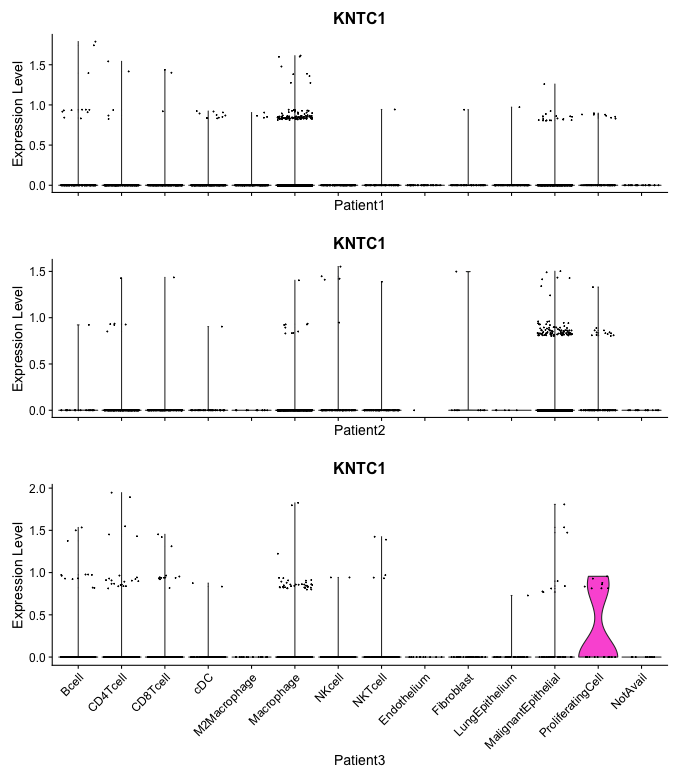 KNTC1
Expression Level
1.5
1.0
0.5
0.0
Patient1
KNTC1
Expression Level
1.5
1.0
0.5
0.0
Patient2
KNTC1
Expression Level
2.0
1.5
1.0
0.5
0.0
Bcell
CD4Tcell
CD8Tcell
cDC
M2Macrophage
Macrophage
NKcell
NKTcell
Endothelium
Fibroblast
LungEpithelium
MalignantEpithelial
ProliferatingCell
NotAvail
Patient3